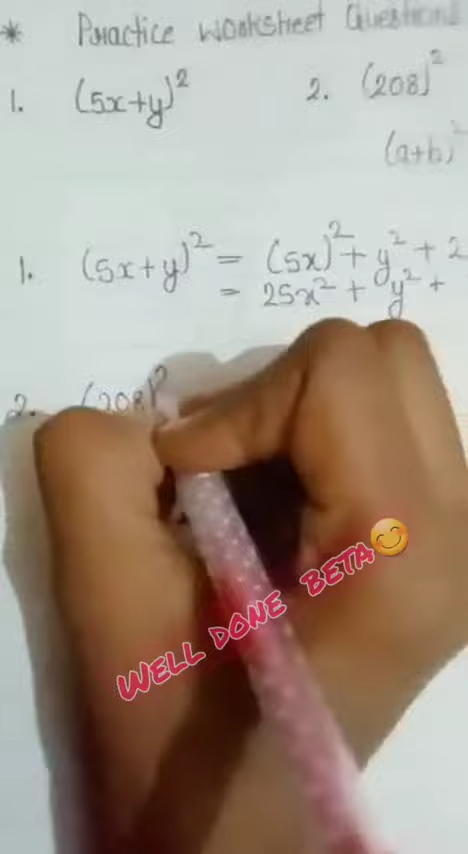 * Practice Worksheet Questions
1. (5x+y)² 2. (208)²
(a+b)²
1. (5x+y)² = (5x)² + y² + 2
= 25x² + y² +
2. (208)²
WELL DONE BETA😊